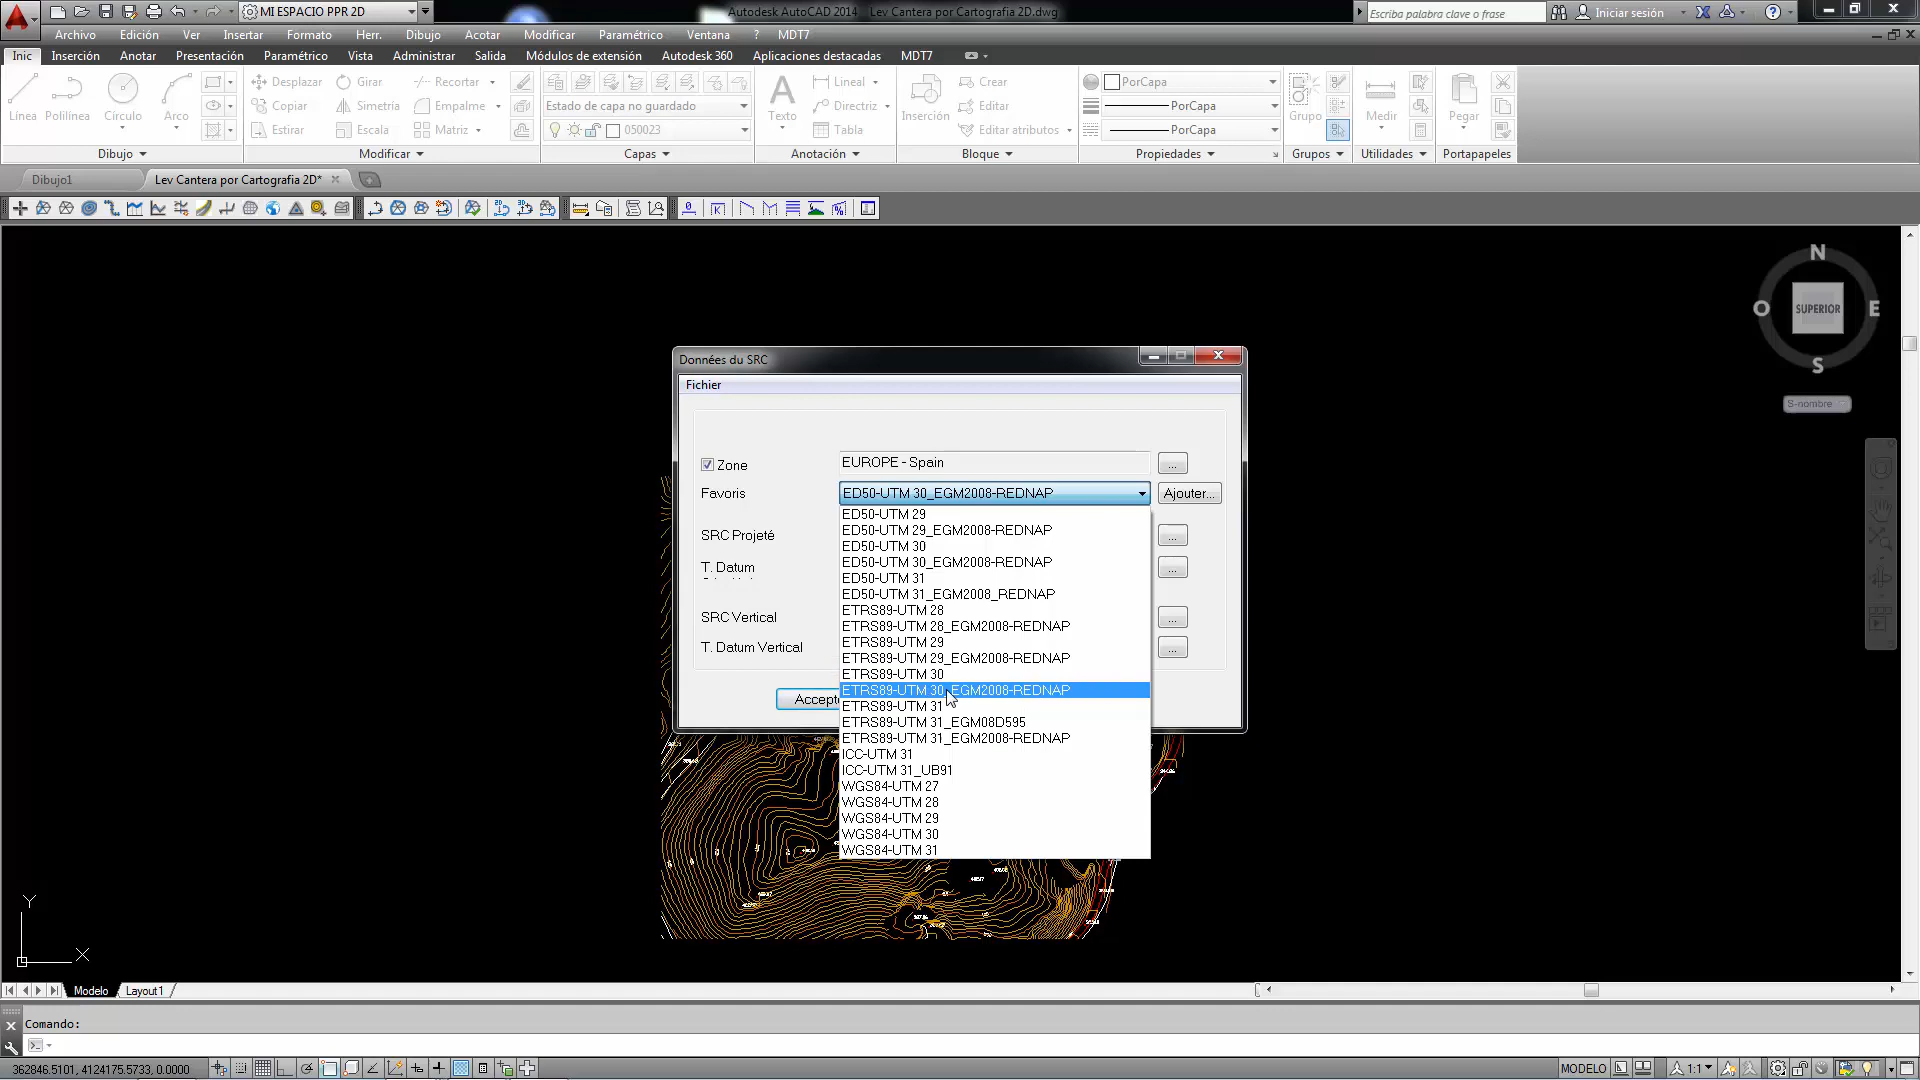 MI ESPACIO PPR 2D
Autodesk AutoCAD 2014 Lev Cantera por Cartografia 2D.dwg
Escriba palabra clave o frase
Iniciar sesión
Archivo Edición Ver Insertar Formato Herr. Dibujo Acotar Modificar Paramétrico Ventana ? MDT7
Inic Inserción Anotar Presentación Paramétrico Vista Administrar Salida Módulos de extensión Autodesk 360 Aplicaciones destacadas MDT7
Línea Polilínea Círculo Arco
Desplazar Girar Recortar
Copiar Simetría Empalme
Estirar Escala Matriz
Estado de capa no guardado
050023
Texto
Lineal
Directriz
Tabla
Inserción
Crear
Editar
Editar atributos
PorCapa
PorCapa
PorCapa
Grupo
Medir
Pegar
Dibujo Modificar Capas Anotación Bloque Propiedades Grupos Utilidades Portapapeles
Dibujo1 Lev Cantera por Cartografia 2D*
N
O SUPERIOR E
S
S-nombre
Données du SRC
Fichier
Zone EUROPE - Spain ...
Favoris ED50-UTM 30_EGM2008-REDNAP Ajouter...
SRC Projeté ...
T. Datum ...
SRC Vertical ...
T. Datum Vertical ...
ED50-UTM 29
ED50-UTM 29_EGM2008-REDNAP
ED50-UTM 30
ED50-UTM 30_EGM2008-REDNAP
ED50-UTM 31
ED50-UTM 31_EGM2008_REDNAP
ETRS89-UTM 28
ETRS89-UTM 28_EGM2008-REDNAP
ETRS89-UTM 29
ETRS89-UTM 29_EGM2008-REDNAP
ETRS89-UTM 30
ETRS89-UTM 30_EGM2008-REDNAP
ETRS89-UTM 31
ETRS89-UTM 31_EGM08D595
ETRS89-UTM 31_EGM2008-REDNAP
ICC-UTM 31
ICC-UTM 31_UB91
WGS84-UTM 27
WGS84-UTM 28
WGS84-UTM 29
WGS84-UTM 30
WGS84-UTM 31
Y
X
Modelo Layout1
Comando:
362846.5101, 4124175.5733, 0.0000
MODELO
1:1